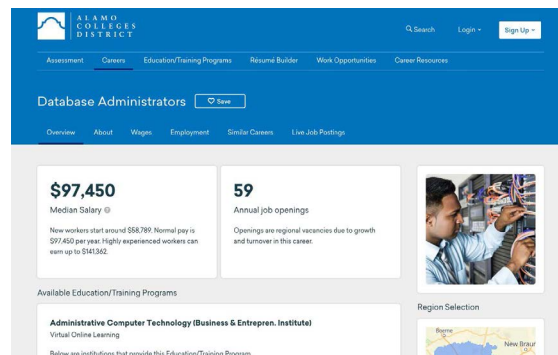 ALAMO
COLLEGES
DISTRICT
Search
Login
Sign Up
Assessment
Careers
Education/Training Programs
Résumé Builder
Work Opportunities
Career Resources
Database Administrators
Save
Overview
About
Wages
Employment
Similar Careers
Live Job Postings
$97,450
Median Salary
New workers start around $58,789. Normal pay is
$97,450 per year. Highly experienced workers can
earn up to $141,362.
59
Annual job openings
Openings are regional vacancies due to growth
and turnover in this career.
Available Education/Training Programs
Region Selection
Administrative Computer Technology (Business & Entrepren. Institute)
Virtual Online Learning
Below are institutions that provide this Education/Training Program
Boerne
New Braun